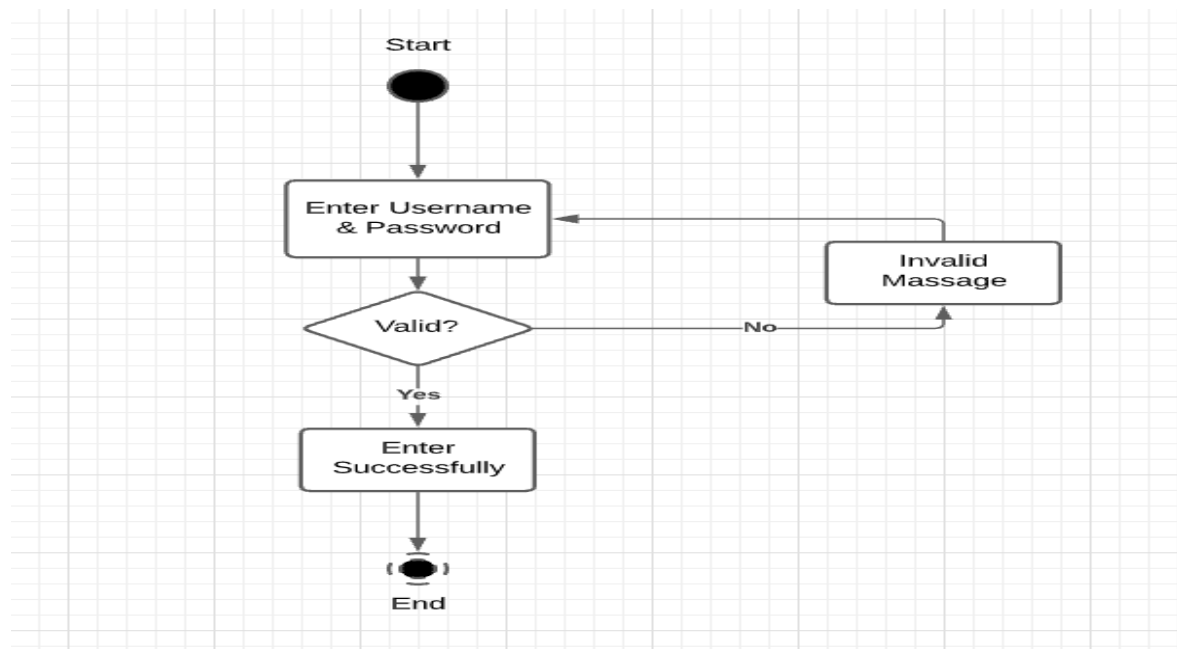 Start
Enter Username
& Password
Invalid
Massage
Valid?
No
Yes
Enter
Successfully
End